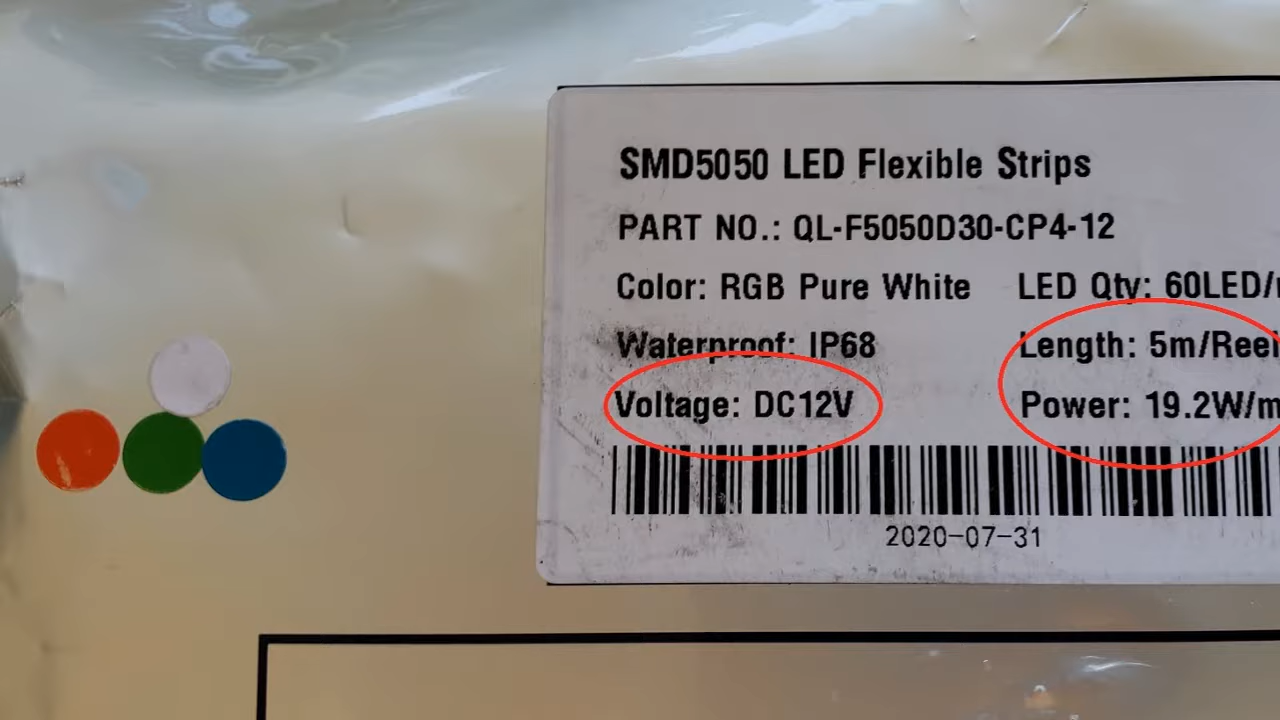 SMD5050 LED Flexible Strips
PART NO.: QL-F5050D30-CP4-12
Color: RGB Pure White LED Qty: 60LED/
Waterproof: IP68 Length: 5m/Reel
Voltage: DC12V Power: 19.2W/m
2020-07-31